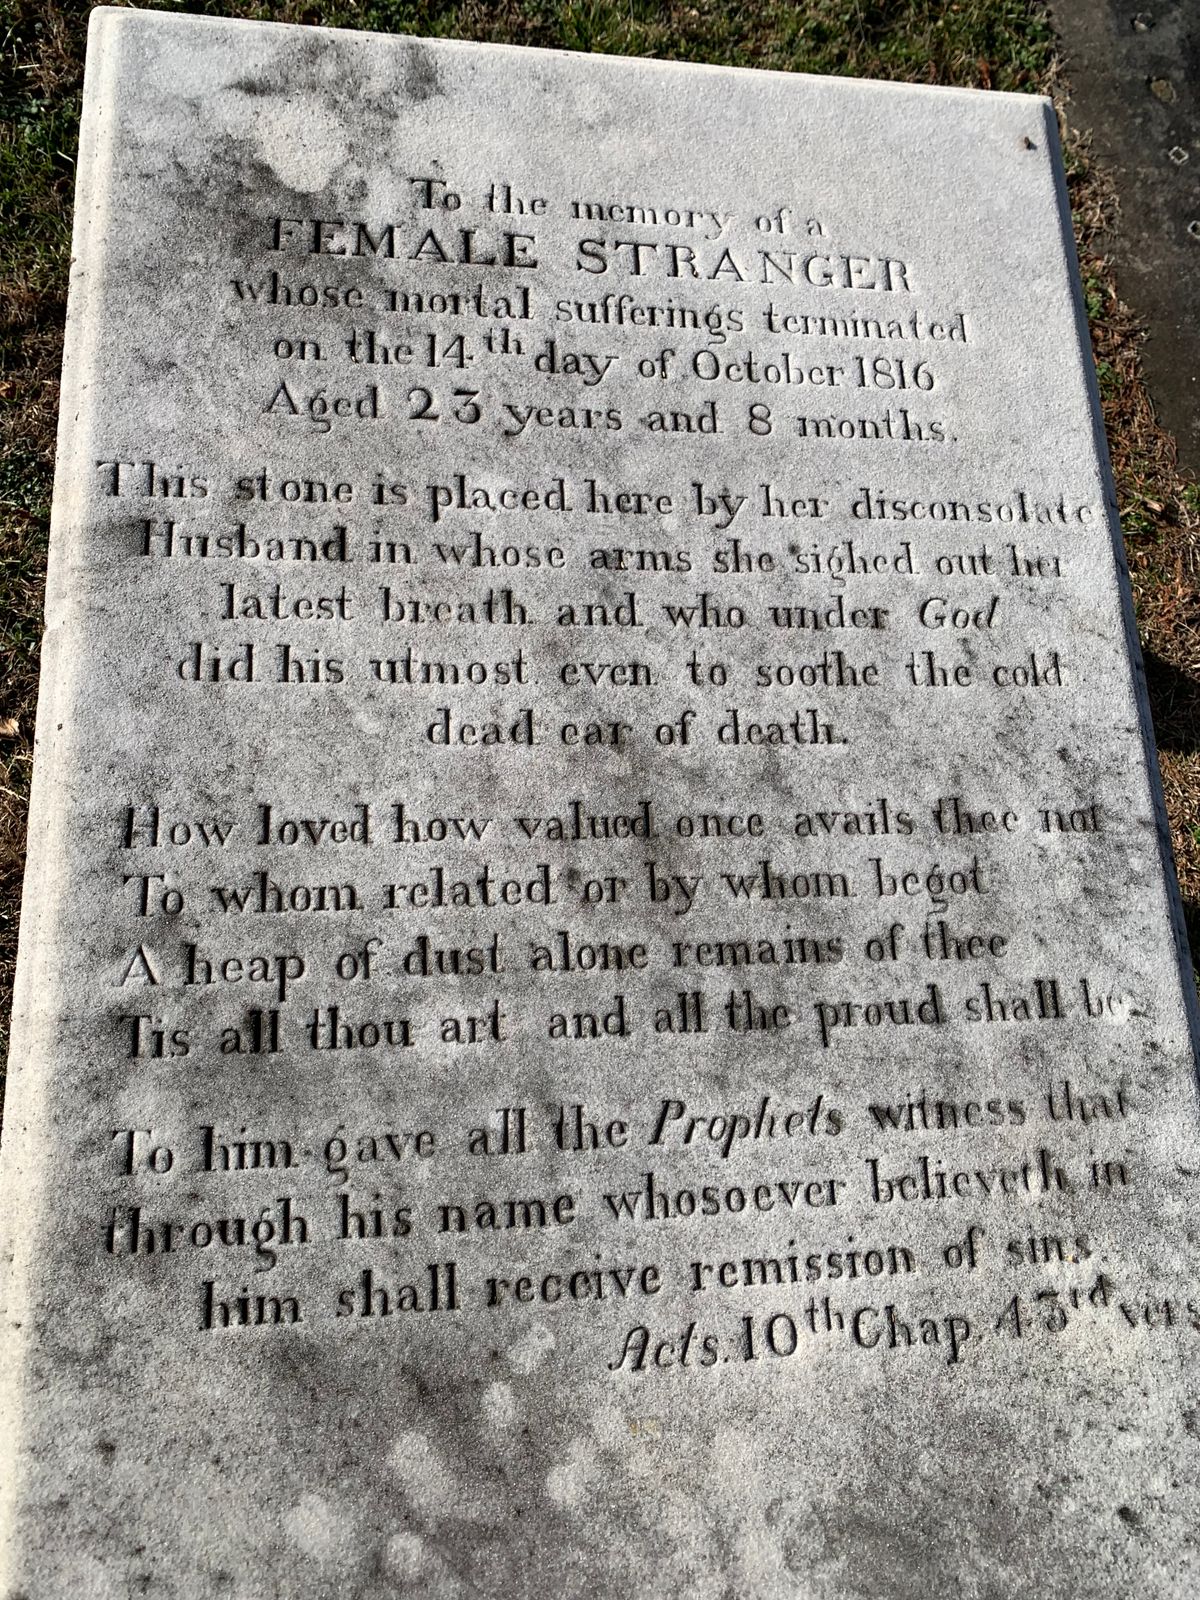 To the memory of a
FEMALE STRANGER
whose mortal sufferings terminated
on the 14th day of October 1816
Aged 23 years and 8 months.
This stone is placed here by her disconsolate
Husband in whose arms she sighed out her
latest breath and who under God
did his utmost even to soothe the cold
dead ear of death.
How loved how valued once avails thee not
To whom related or by whom begot
A heap of dust alone remains of thee
Tis all thou art and all the proud shall be
To him gave all the Prophets witness that
through his name whosoever believeth in
him shall receive remission of sins.
Acts. 10th Chap. 43rd vers